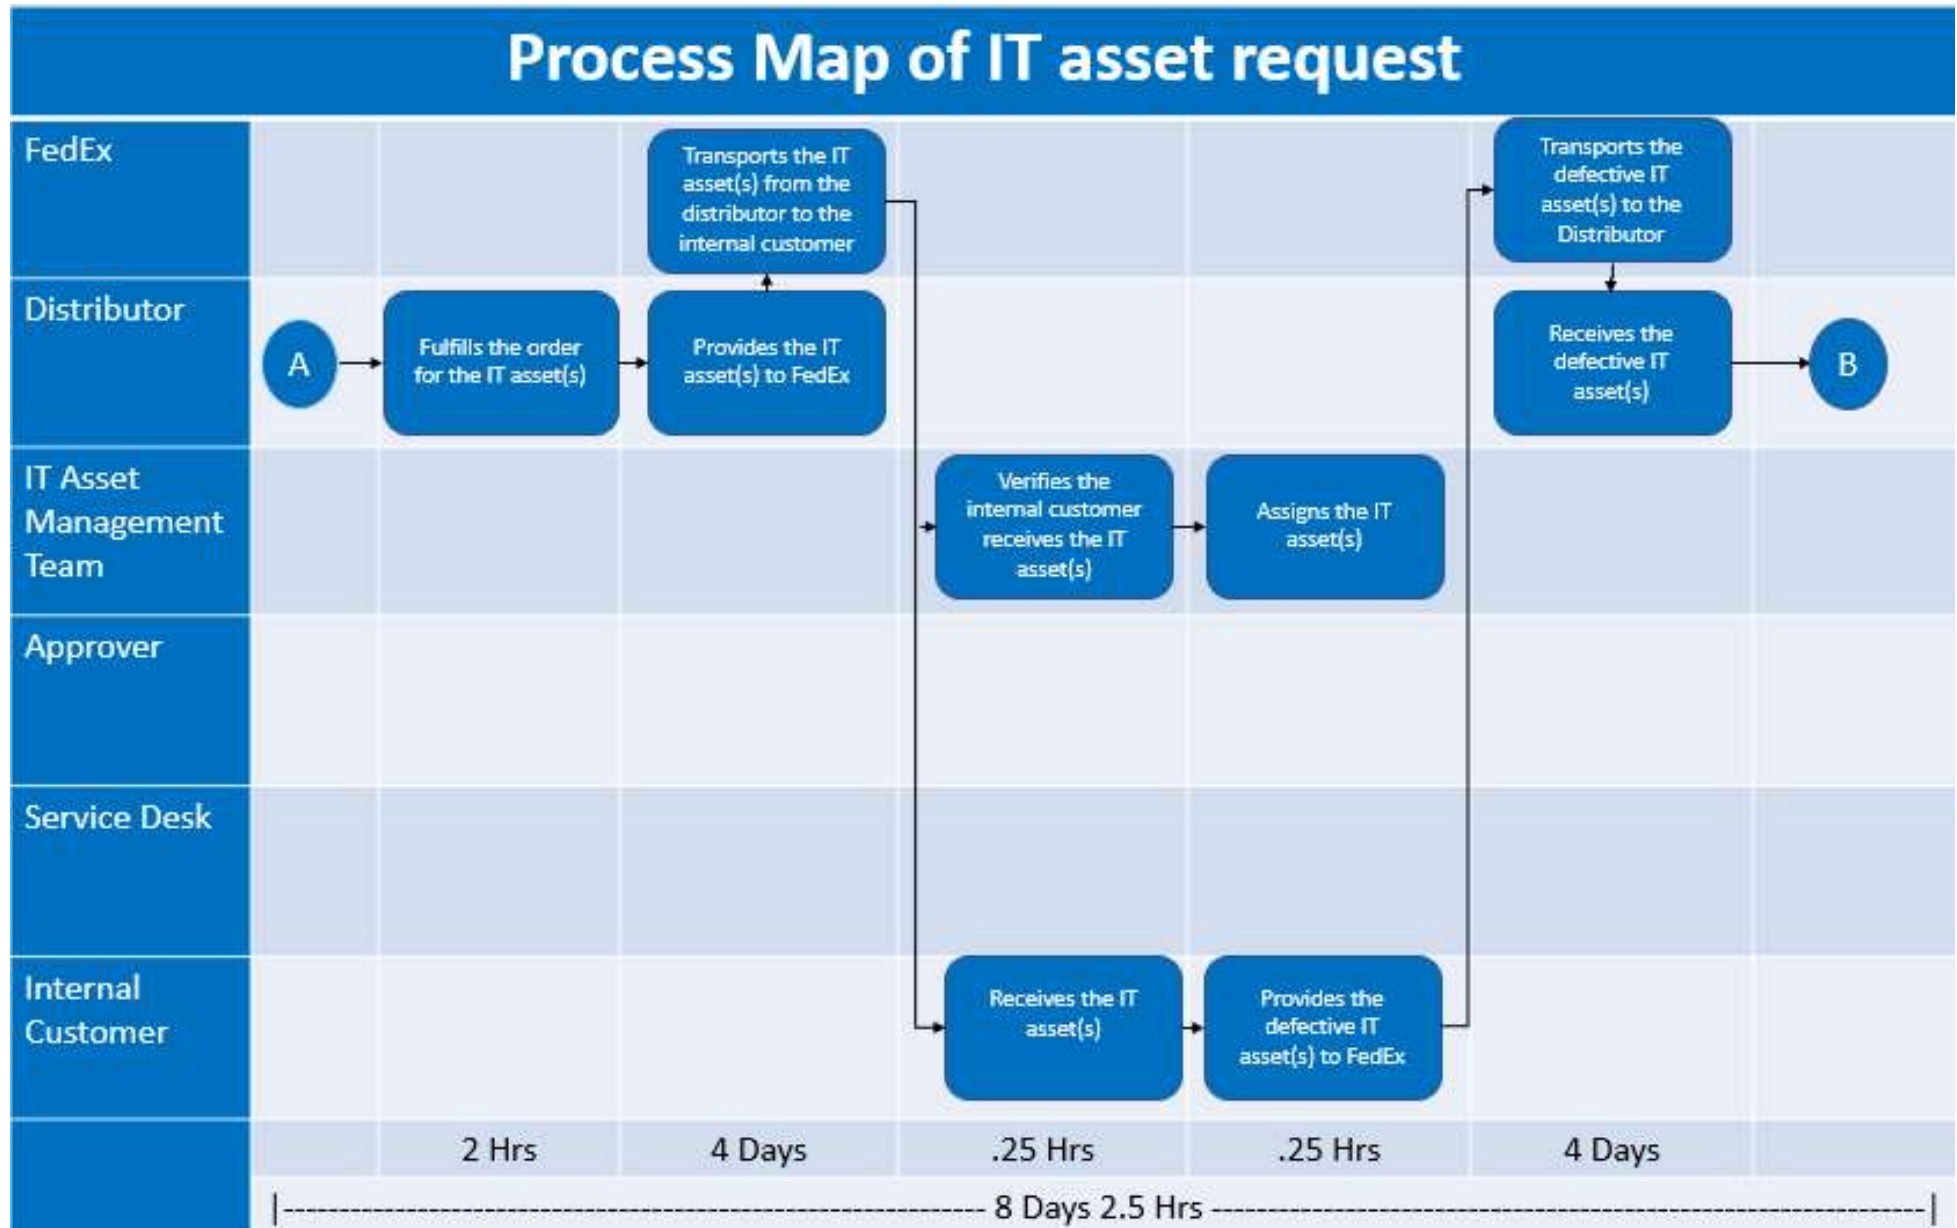 Process Map of IT asset request
FedEx
Transports the IT
asset(s) from the
distributor to the
internal customer
Transports the
defective IT
asset(s) to the
Distributor
Distributor
A
Fulfills the order
for the IT asset(s)
Provides the IT
asset(s) to FedEx
Receives the
defective IT
asset(s)
B
IT Asset
Management
Team
Verifies the
internal customer
receives the IT
asset(s)
Assigns the IT
asset(s)
Approver
Service Desk
Internal
Customer
Receives the IT
asset(s)
Provides the
defective IT
asset(s) to FedEx
2 Hrs
4 Days
.25 Hrs
.25 Hrs
4 Days
8 Days 2.5 Hrs